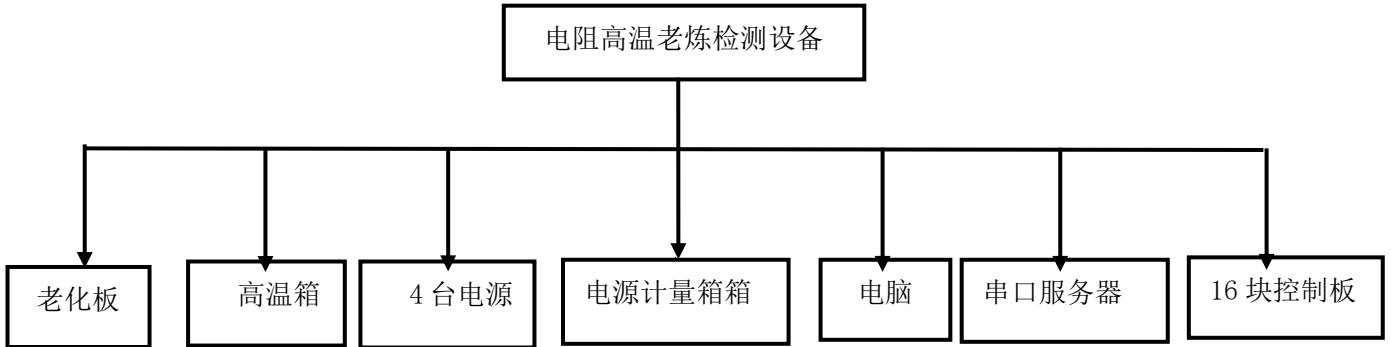 电阻高温老炼检测设备
老化板
高温箱
4 台电源
电源计量箱箱
电脑
串口服务器
16 块控制板